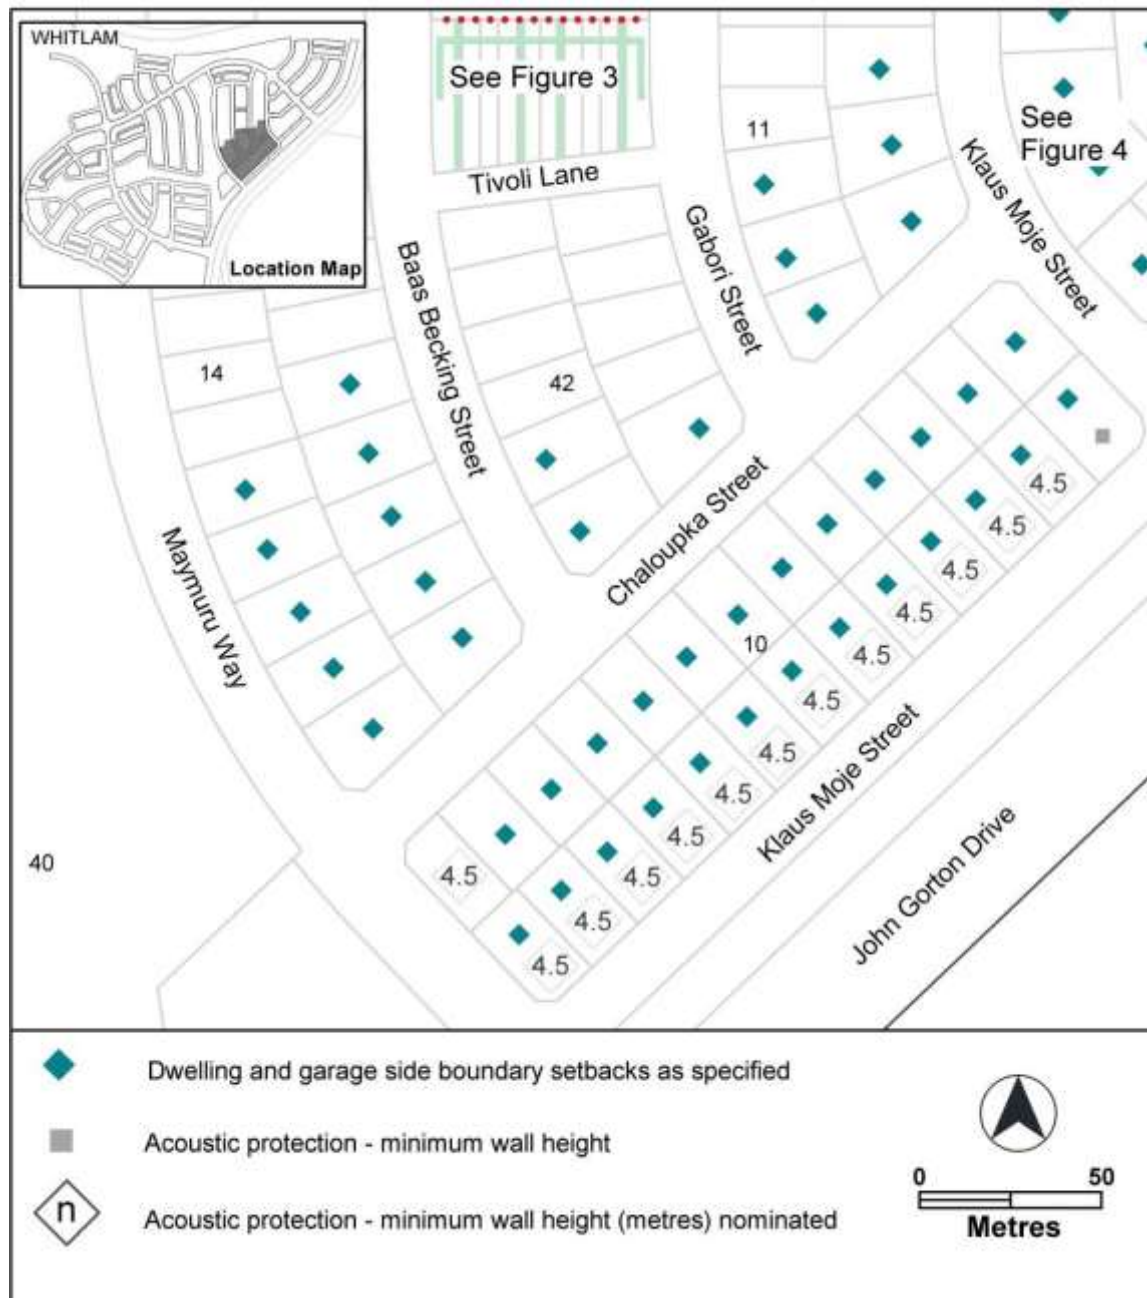 WHITLAM
Location Map
See Figure 3
Tivoli Lane
11
See
Figure 4
Klaus Moje Street
Gabori Street
Baas Becking Street
14
42
Chaloupka Street
Maymuru Way
10
4.5
4.5
4.5
4.5
4.5
4.5
4.5
4.5
4.5
4.5
4.5
4.5
4.5
Klaus Moje Street
John Gorton Drive
40
Dwelling and garage side boundary setbacks as specified
Acoustic protection - minimum wall height
n
Acoustic protection - minimum wall height (metres) nominated
0 50
Metres